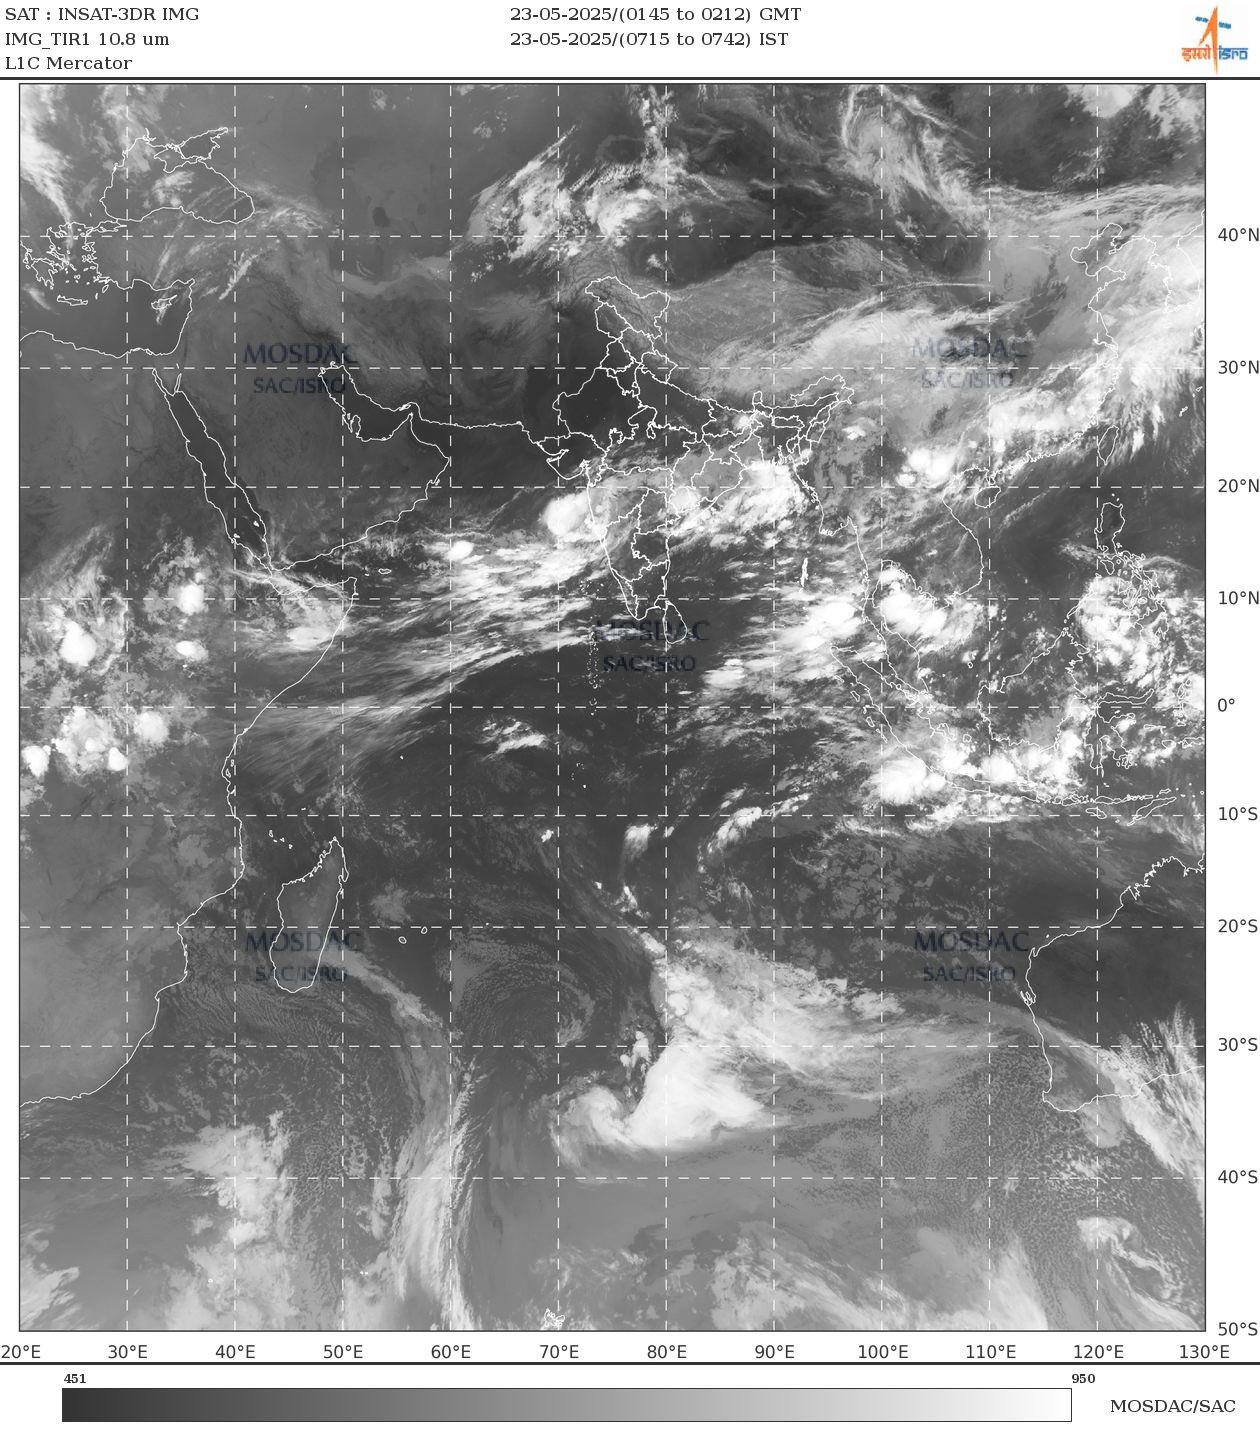 SAT : INSAT-3DR IMG
IMG_TIR1 10.8 um
L1C Mercator
23-05-2025/(0145 to 0212) GMT
23-05-2025/(0715 to 0742) IST
इसरो isro
40°N
MOSDAC
SAC/ISRO
MOSDAC
SAC/ISRO
30°N
20°N
10°N
MOSDAC
SAC/ISRO
0°
10°S
20°S
MOSDAC
SAC/ISRO
MOSDAC
SAC/ISRO
30°S
40°S
50°S
20°E 30°E 40°E 50°E 60°E 70°E 80°E 90°E 100°E 110°E 120°E 130°E
451 950
MOSDAC/SAC